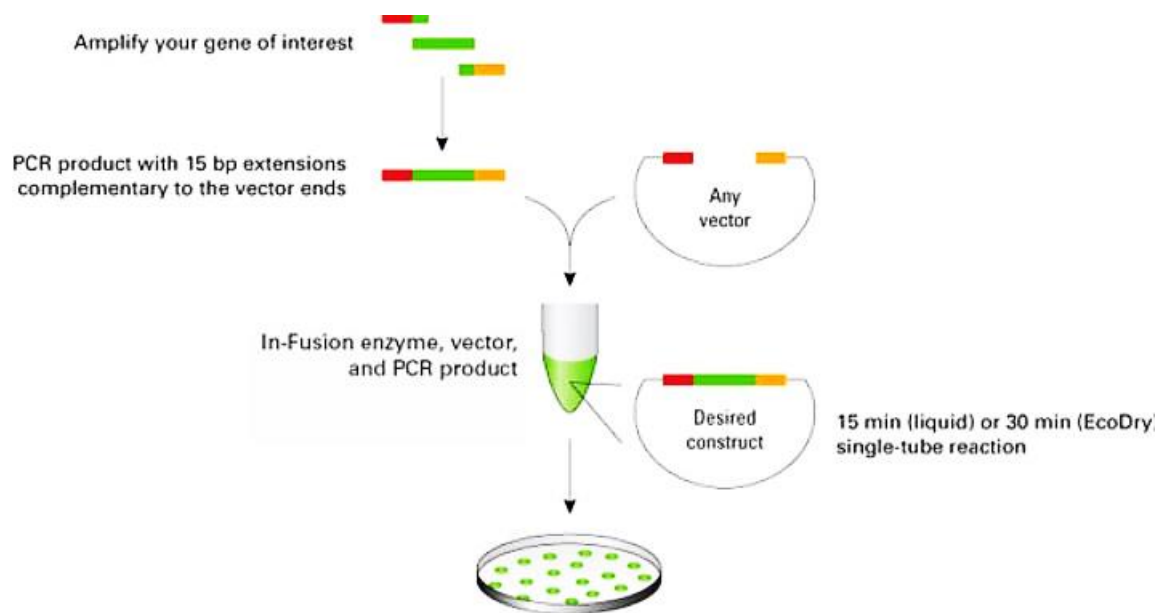 Amplify your gene of interest
PCR product with 15 bp extensions
complementary to the vector ends
Any
vector
In-Fusion enzyme, vector,
and PCR product
Desired
construct
15 min (liquid) or 30 min (EcoDry)
single-tube reaction